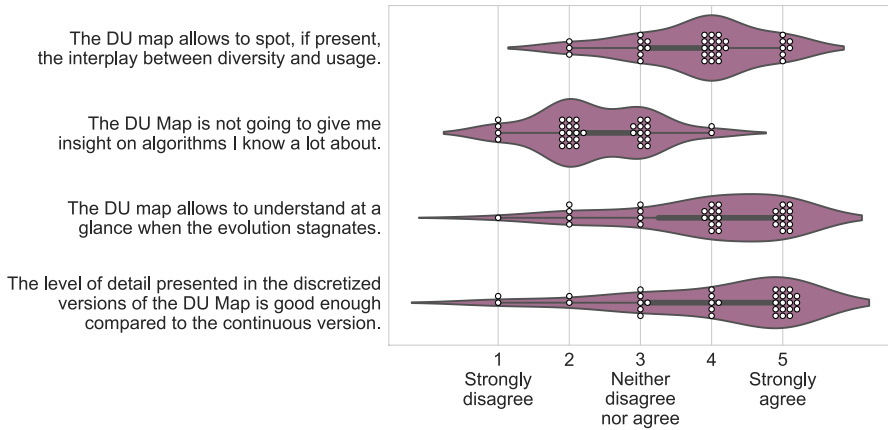 The DU map allows to spot, if present,
the interplay between diversity and usage.
The DU Map is not going to give me
insight on algorithms I know a lot about.
The DU map allows to understand at a
glance when the evolution stagnates.
The level of detail presented in the discretized
versions of the DU Map is good enough
compared to the continuous version.
1 2 3 4 5
Strongly disagree
Neither disagree nor agree
Strongly agree